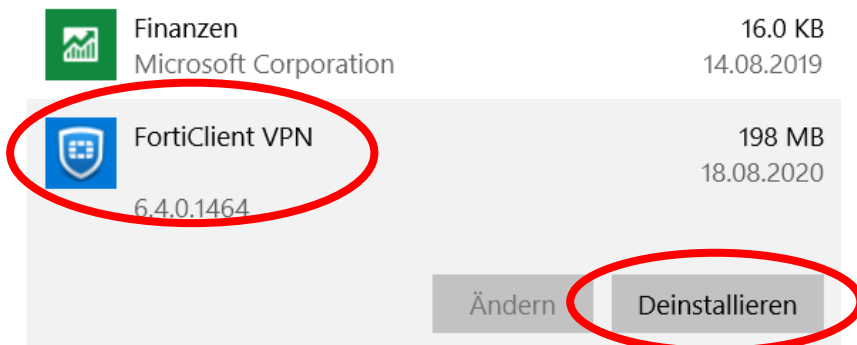 Finanzen 16.0 KB
Microsoft Corporation 14.08.2019
FortiClient VPN 198 MB
18.08.2020
6.4.0.1464
Ändern Deinstallieren